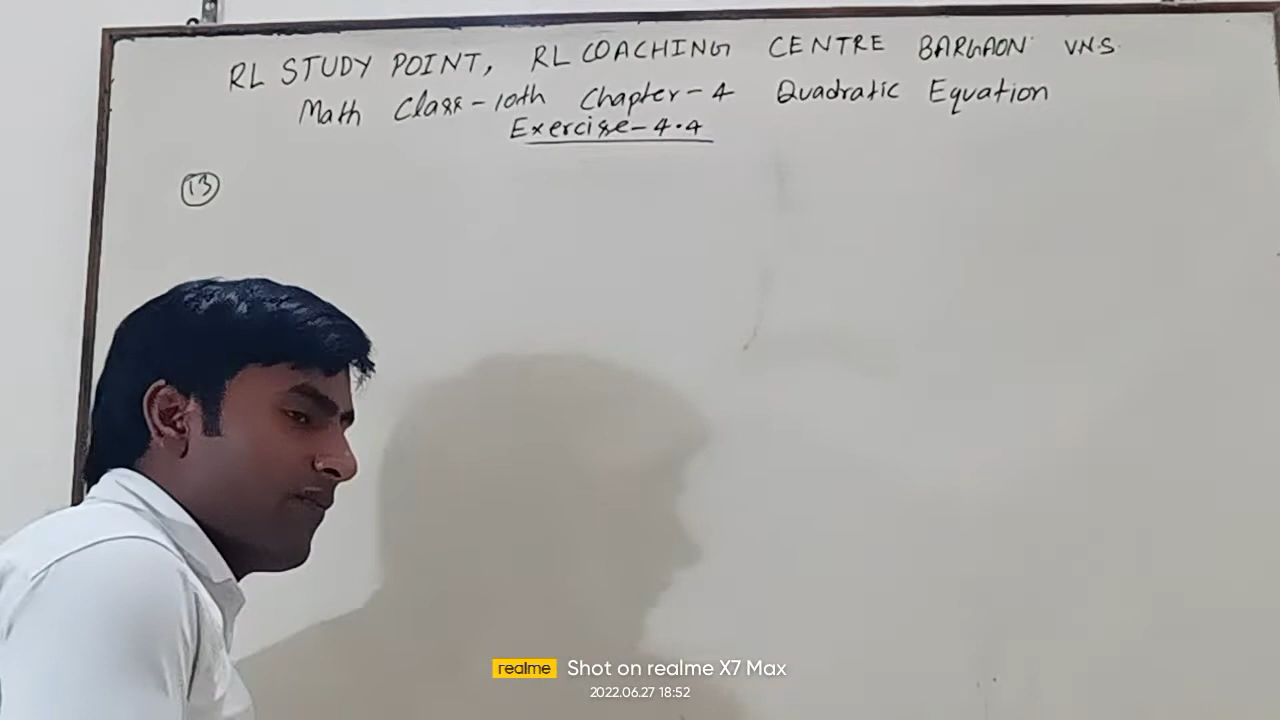 RL STUDY POINT, RL COACHING CENTRE BARGAON VNS.
Math Class-10th Chapter-4 Quadratic Equation
Exercise-4.4
13
realme Shot on realme X7 Max
2022.06.27 18:52